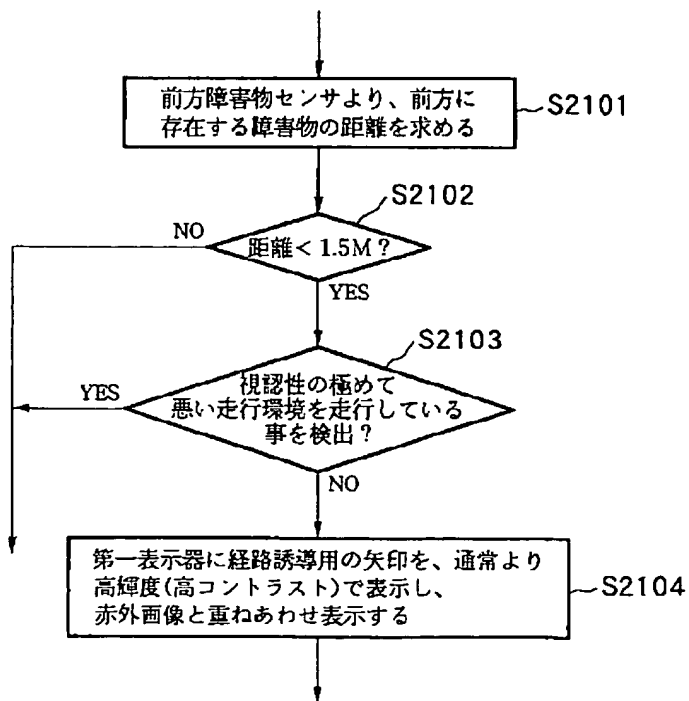 前方障害物センサより、前方に
存在する障害物の距離を求める
S2101
S2102
NO
距離＜1.5M？
YES
S2103
YES
視認性の極めて
悪い走行環境を走行している
事を検出？
NO
第一表示器に経路誘導用の矢印を、通常より
高輝度(高コントラスト)で表示し、
赤外画像と重ねあわせ表示する
S2104